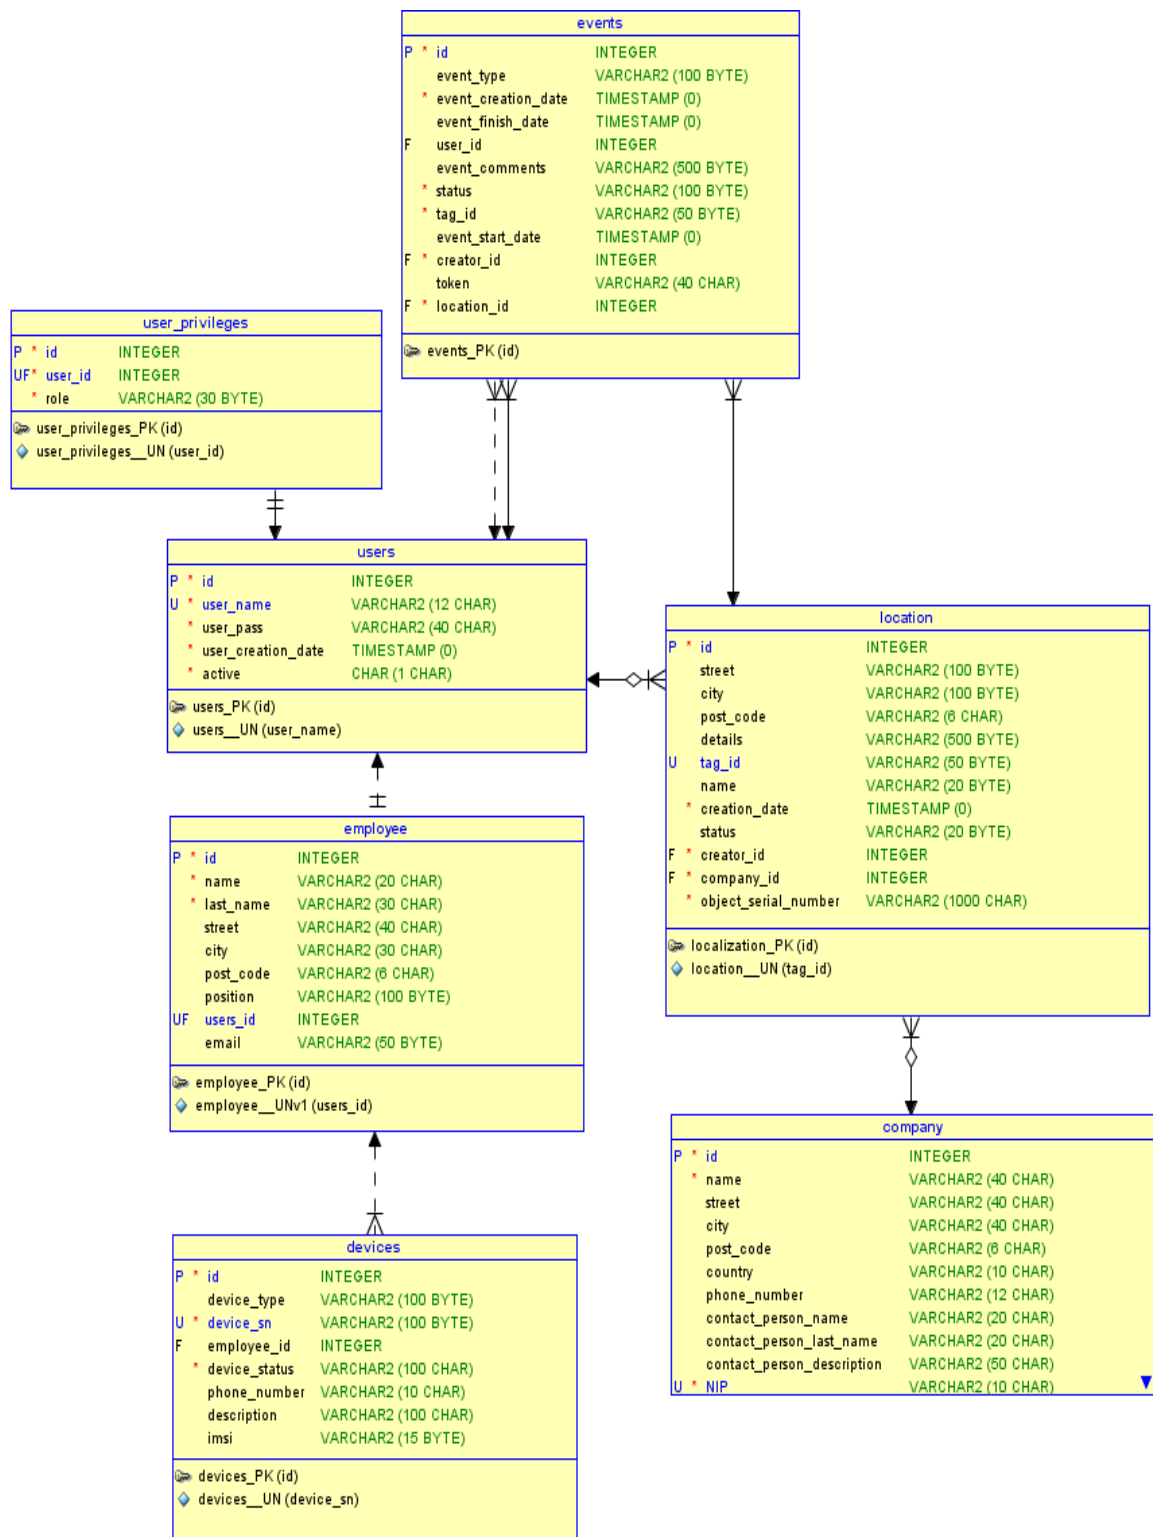 events
P * id INTEGER
event_type VARCHAR2 (100 BYTE)
* event_creation_date TIMESTAMP (0)
event_finish_date TIMESTAMP (0)
F user_id INTEGER
event_comments VARCHAR2 (500 BYTE)
* status VARCHAR2 (100 BYTE)
* tag_id VARCHAR2 (50 BYTE)
event_start_date TIMESTAMP (0)
F * creator_id INTEGER
token VARCHAR2 (40 CHAR)
F * location_id INTEGER
events_PK (id)
user_privileges
P * id INTEGER
UF* user_id INTEGER
* role VARCHAR2 (30 BYTE)
user_privileges_PK (id)
user_privileges__UN (user_id)
users
P * id INTEGER
U * user_name VARCHAR2 (12 CHAR)
* user_pass VARCHAR2 (40 CHAR)
* user_creation_date TIMESTAMP (0)
* active CHAR (1 CHAR)
users_PK (id)
users__UN (user_name)
location
P * id INTEGER
street VARCHAR2 (100 BYTE)
city VARCHAR2 (100 BYTE)
post_code VARCHAR2 (6 CHAR)
details VARCHAR2 (500 BYTE)
U tag_id VARCHAR2 (50 BYTE)
name VARCHAR2 (20 BYTE)
* creation_date TIMESTAMP (0)
status VARCHAR2 (20 BYTE)
F * creator_id INTEGER
F * company_id INTEGER
* object_serial_number VARCHAR2 (1000 CHAR)
localization_PK (id)
location__UN (tag_id)
employee
P * id INTEGER
* name VARCHAR2 (20 CHAR)
* last_name VARCHAR2 (30 CHAR)
street VARCHAR2 (40 CHAR)
city VARCHAR2 (30 CHAR)
post_code VARCHAR2 (6 CHAR)
position VARCHAR2 (100 BYTE)
UF users_id INTEGER
email VARCHAR2 (50 BYTE)
employee_PK (id)
employee__UNv1 (users_id)
company
P * id INTEGER
* name VARCHAR2 (40 CHAR)
street VARCHAR2 (40 CHAR)
city VARCHAR2 (40 CHAR)
post_code VARCHAR2 (6 CHAR)
country VARCHAR2 (10 CHAR)
phone_number VARCHAR2 (12 CHAR)
contact_person_name VARCHAR2 (20 CHAR)
contact_person_last_name VARCHAR2 (20 CHAR)
contact_person_description VARCHAR2 (50 CHAR)
U * NIP VARCHAR2 (10 CHAR)
devices
P * id INTEGER
device_type VARCHAR2 (100 BYTE)
U * device_sn VARCHAR2 (100 BYTE)
F employee_id INTEGER
* device_status VARCHAR2 (100 CHAR)
phone_number VARCHAR2 (10 CHAR)
description VARCHAR2 (100 CHAR)
imsi VARCHAR2 (15 BYTE)
devices_PK (id)
devices__UN (device_sn)